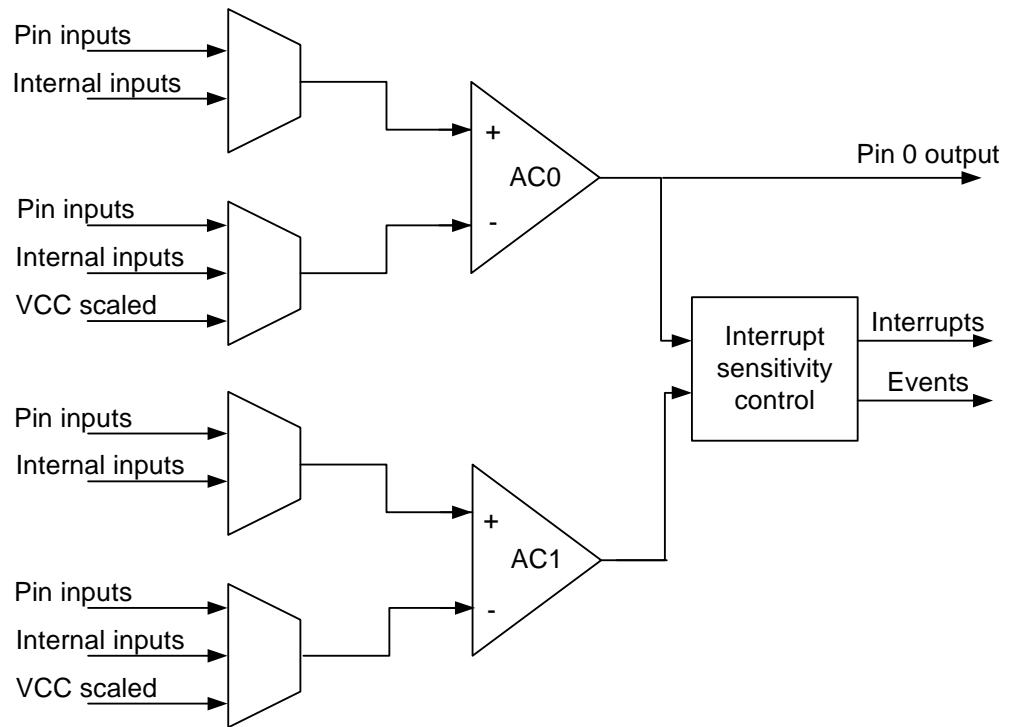 Pin inputs
Internal inputs
+
AC0
-
Pin 0 output
Pin inputs
Internal inputs
VCC scaled
Interrupt
sensitivity
control
Interrupts
Events
Pin inputs
Internal inputs
+
AC1
-
Pin inputs
Internal inputs
VCC scaled